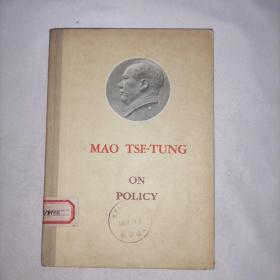 MAO TSE-TUNG
ON
POLICY